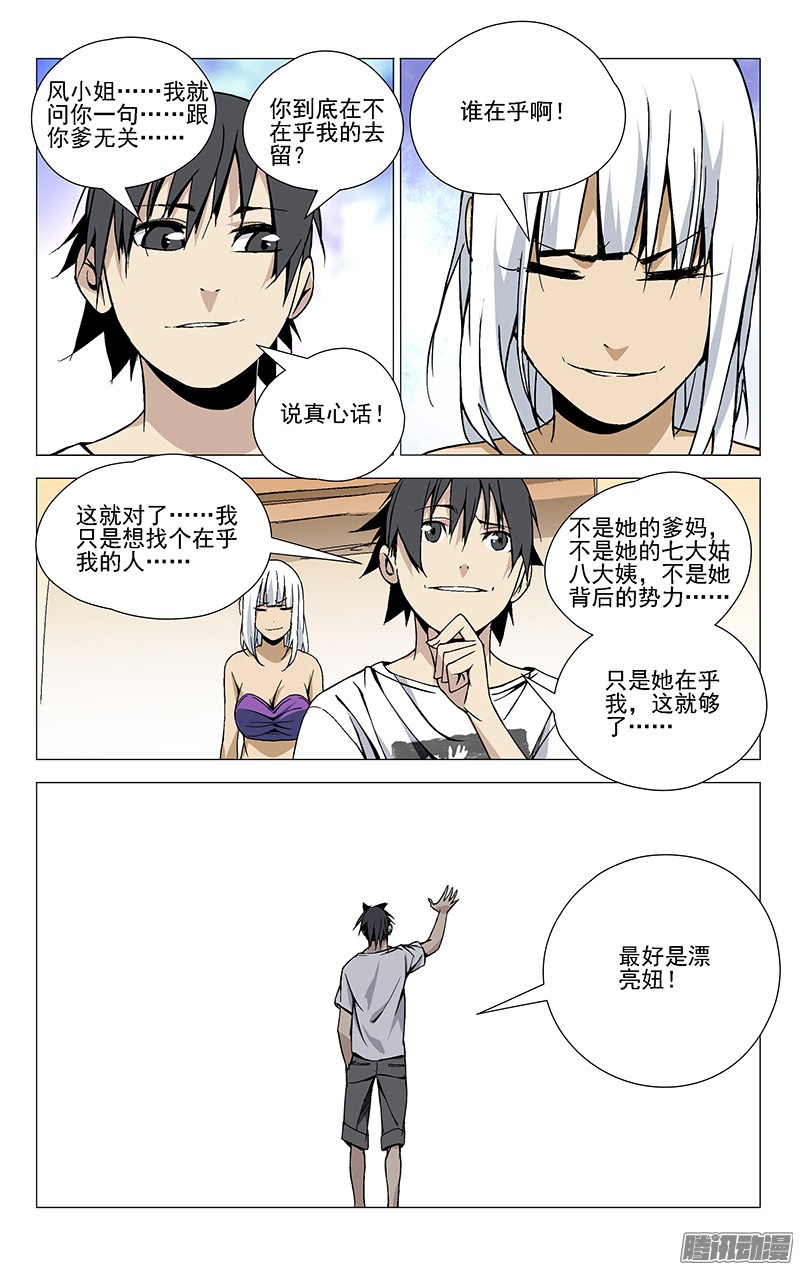 风小姐……我就
问你一句……跟
你爹无关……
你到底在不
在乎我的去
留？
说真心话！
谁在乎啊！
这就对了……我
只是想找个在乎
我的人……
不是她的爹妈，
不是她的七大姑
八大姨，不是她
背后的势力……
只是她在乎
我，这就够
了……
最好是漂
亮妞！
腾讯动漫